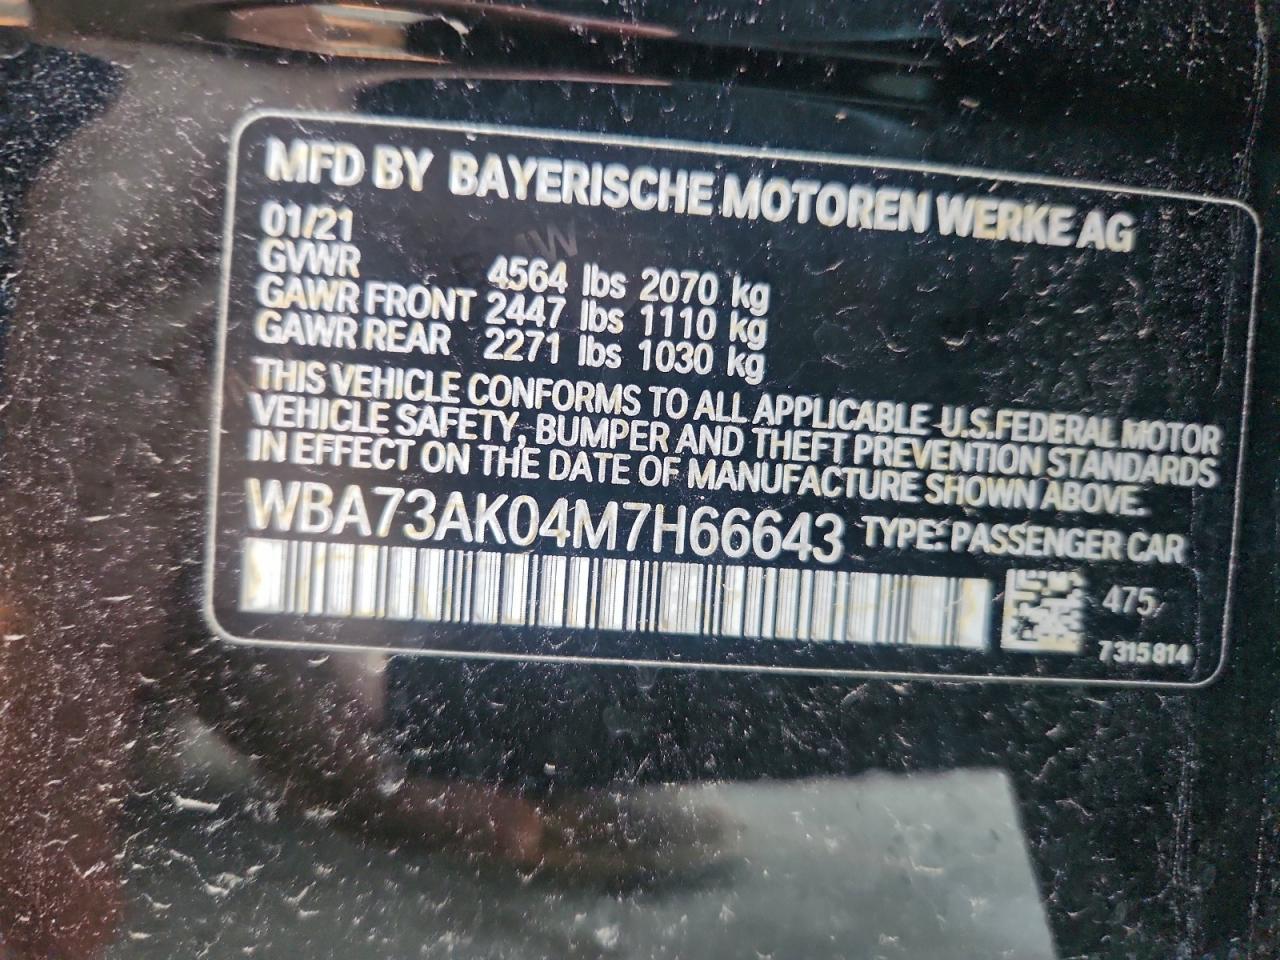 MFD BY BAYERISCHE MOTOREN WERKE AG
01/21
GVWR 4564 lbs 2070 kg
GAWR FRONT 2447 lbs 1110 kg
GAWR REAR 2271 lbs 1030 kg
THIS VEHICLE CONFORMS TO ALL APPLICABLE U.S.FEDERAL MOTOR
VEHICLE SAFETY, BUMPER AND THEFT PREVENTION STANDARDS
IN EFFECT ON THE DATE OF MANUFACTURE SHOWN ABOVE.
WBA73AK04M7H66643 TYPE: PASSENGER CAR
475
7315814